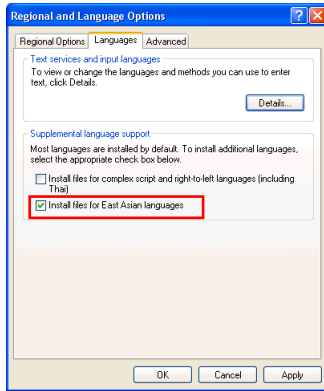 Regional and Language Options
Regional Options Languages Advanced
Text services and input languages
To view or change the languages and methods you can use to enter
text, click Details.
Details...
Supplemental language support
Most languages are installed by default. To install additional languages,
select the appropriate check box below.
Install files for complex script and right-to-left languages (including
Thai)
Install files for East Asian languages
OK Cancel Apply